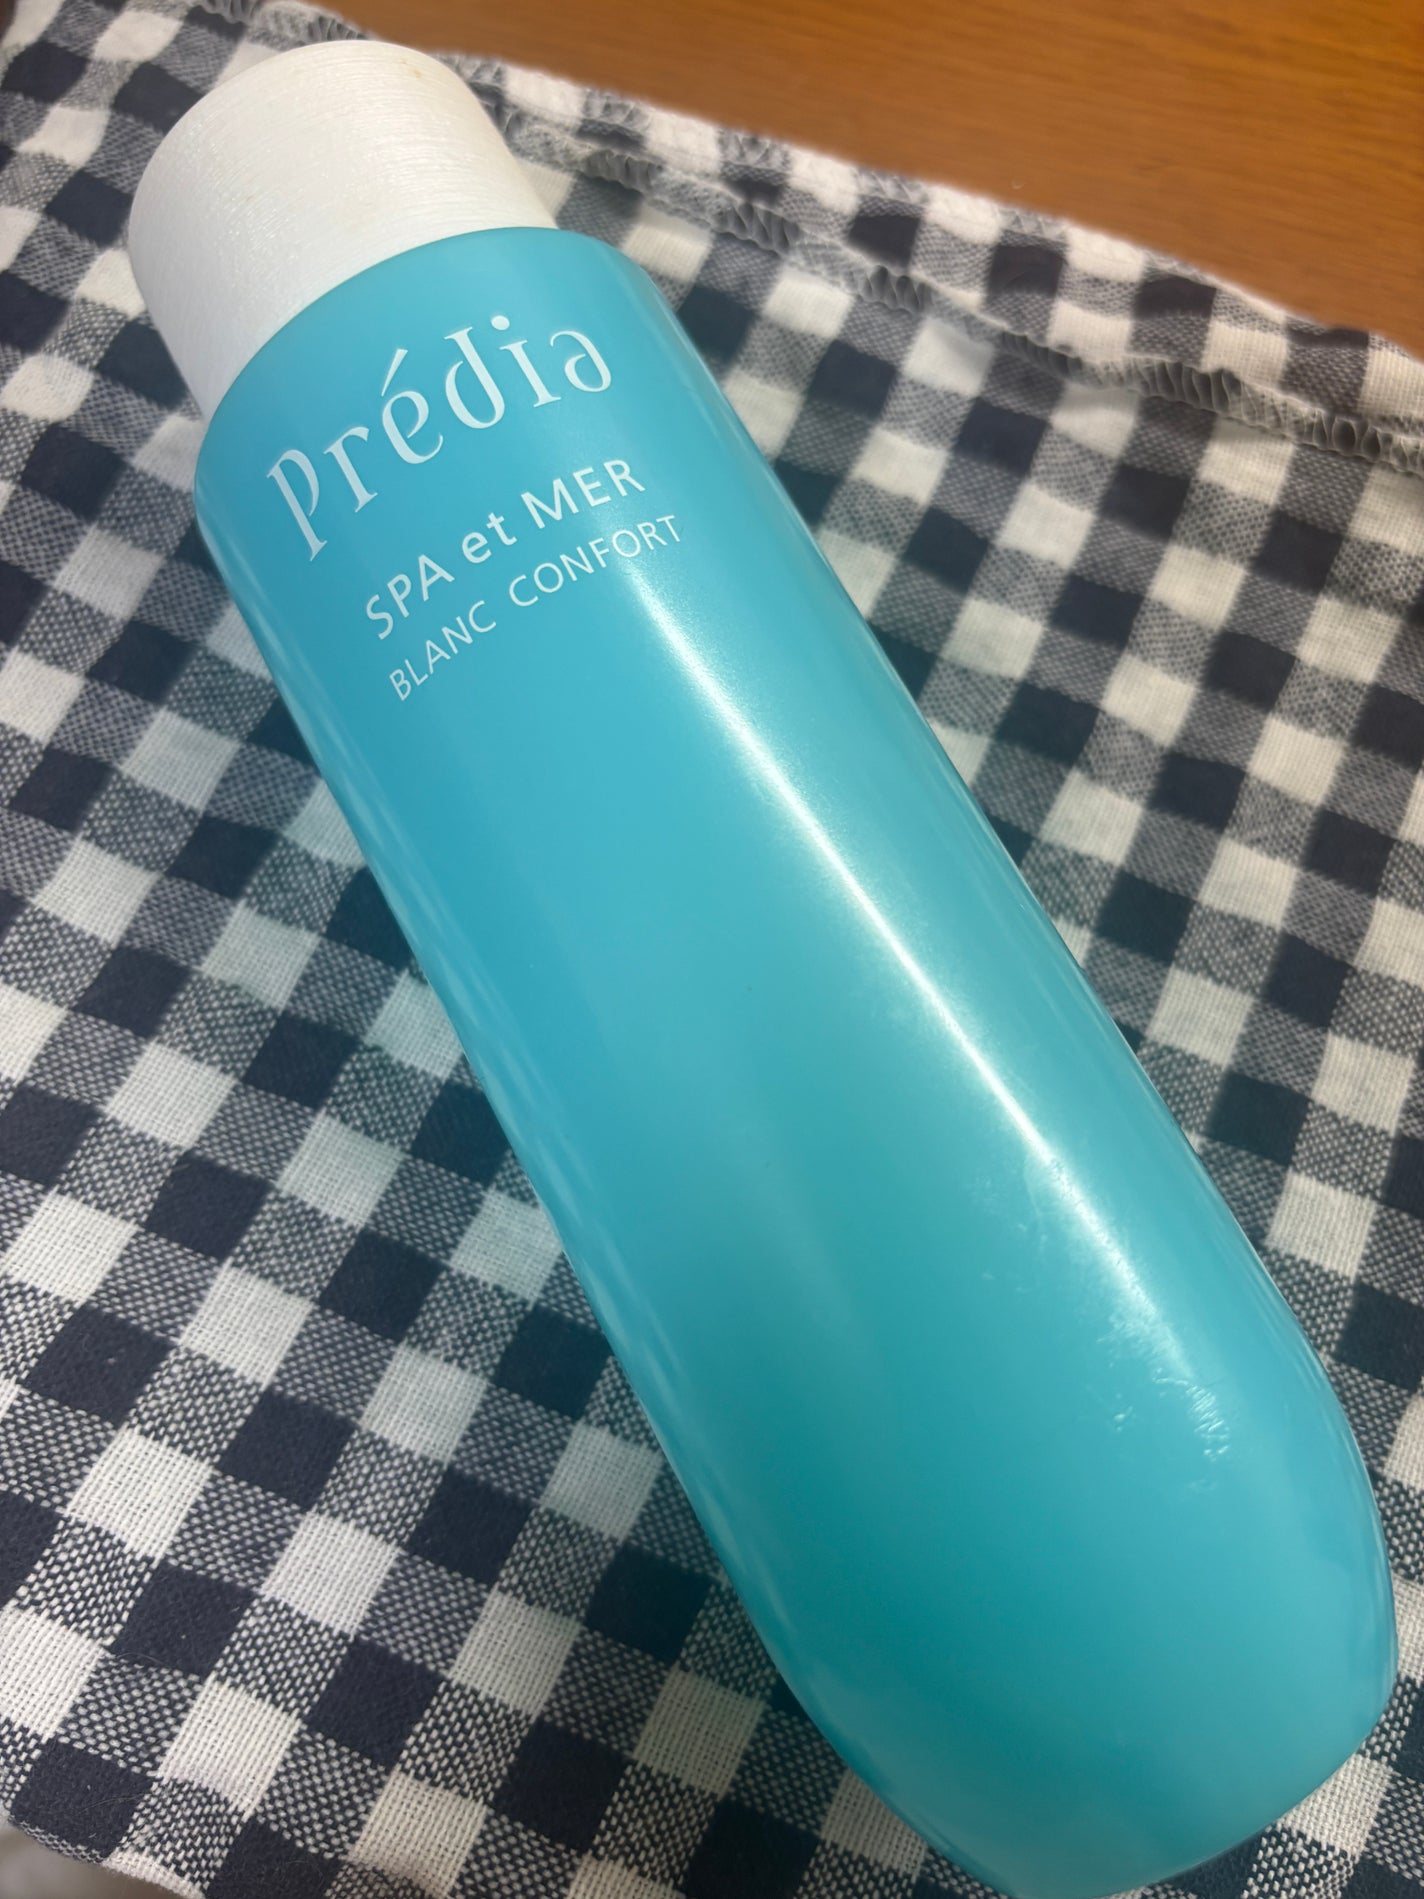 Prédia
SPA et MER
BLANC CONFORT